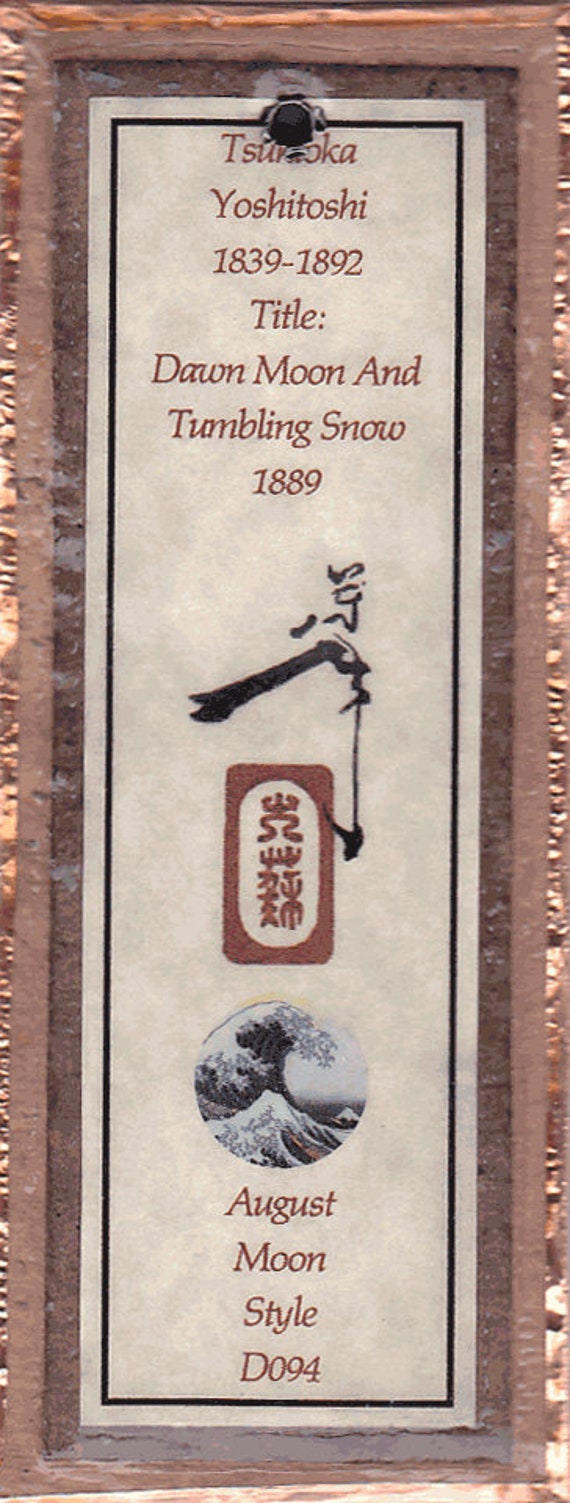 Yoshitoshi
1839-1892
Title:
Dawn Moon And
Tumbling Snow
1889
August
Moon
Style
D094